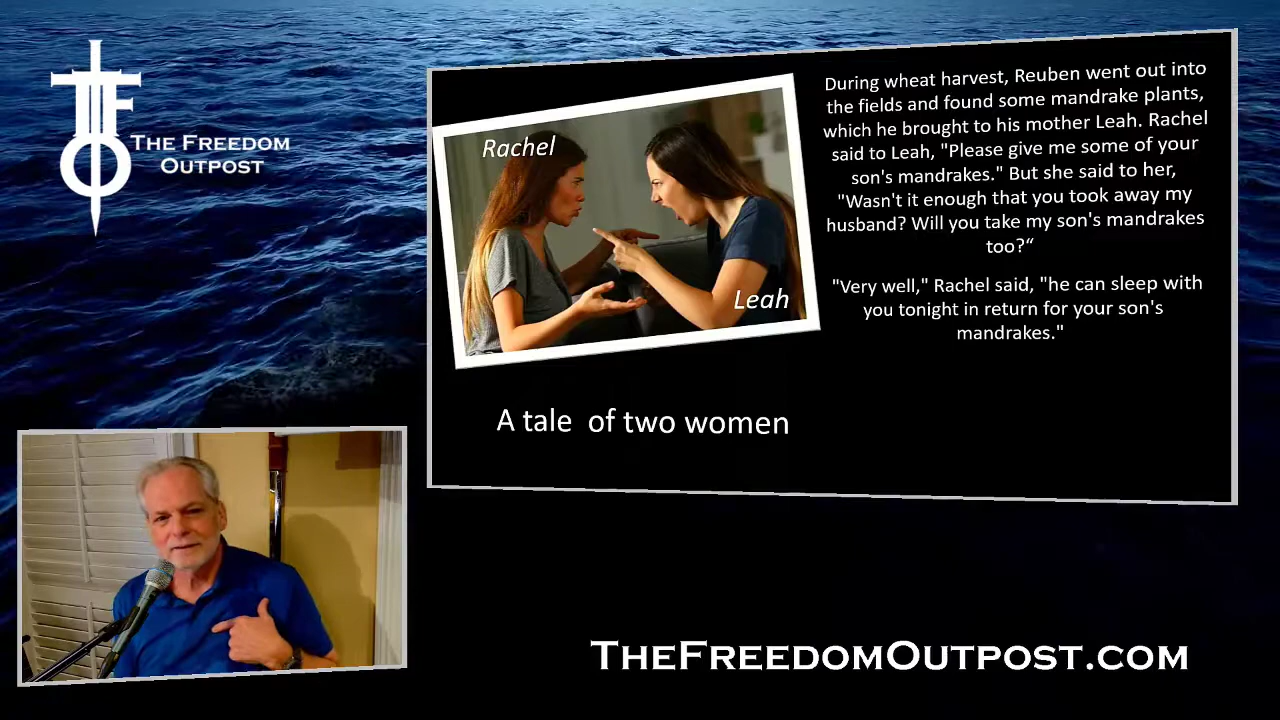 The Freedom
Outpost
Rachel
Leah
During wheat harvest, Reuben went out into
the fields and found some mandrake plants,
which he brought to his mother Leah. Rachel
said to Leah, "Please give me some of your
son's mandrakes." But she said to her,
"Wasn't it enough that you took away my
husband? Will you take my son's mandrakes
too?“
"Very well," Rachel said, "he can sleep with
you tonight in return for your son's
mandrakes."
A tale of two women
TheFreedomOutpost.com